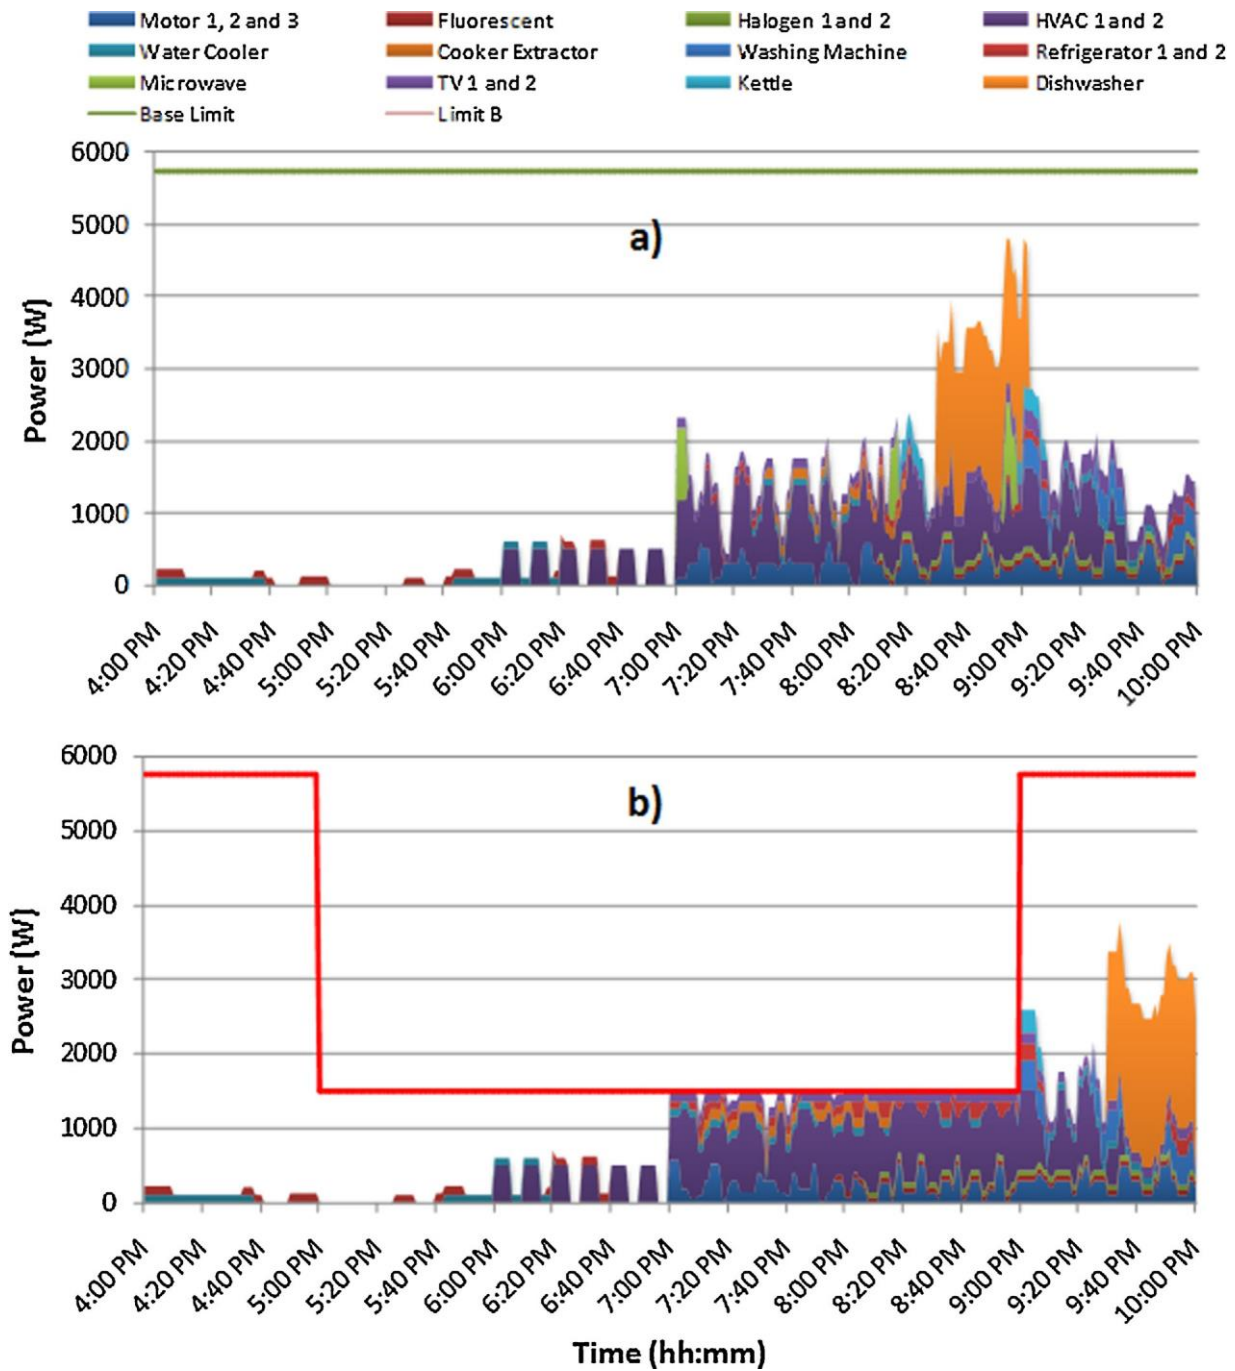 Motor 1, 2 and 3 Fluorescent Halogen 1 and 2 HVAC 1 and 2
Water Cooler Cooker Extractor Washing Machine Refrigerator 1 and 2
Microwave TV 1 and 2 Kettle Dishwasher
Base Limit Limit B
6000
5000
4000
3000
2000
1000
0
Power (W)
a)
4:00 PM 4:20 PM 4:40 PM 5:00 PM 5:20 PM 5:40 PM 6:00 PM 6:20 PM 6:40 PM 7:00 PM 7:20 PM 7:40 PM 8:00 PM 8:20 PM 8:40 PM 9:00 PM 9:20 PM 9:40 PM 10:00 PM
6000
5000
4000
3000
2000
1000
0
Power (W)
b)
4:00 PM 4:20 PM 4:40 PM 5:00 PM 5:20 PM 5:40 PM 6:00 PM 6:20 PM 6:40 PM 7:00 PM 7:20 PM 7:40 PM 8:00 PM 8:20 PM 8:40 PM 9:00 PM 9:20 PM 9:40 PM 10:00 PM
Time (hh:mm)